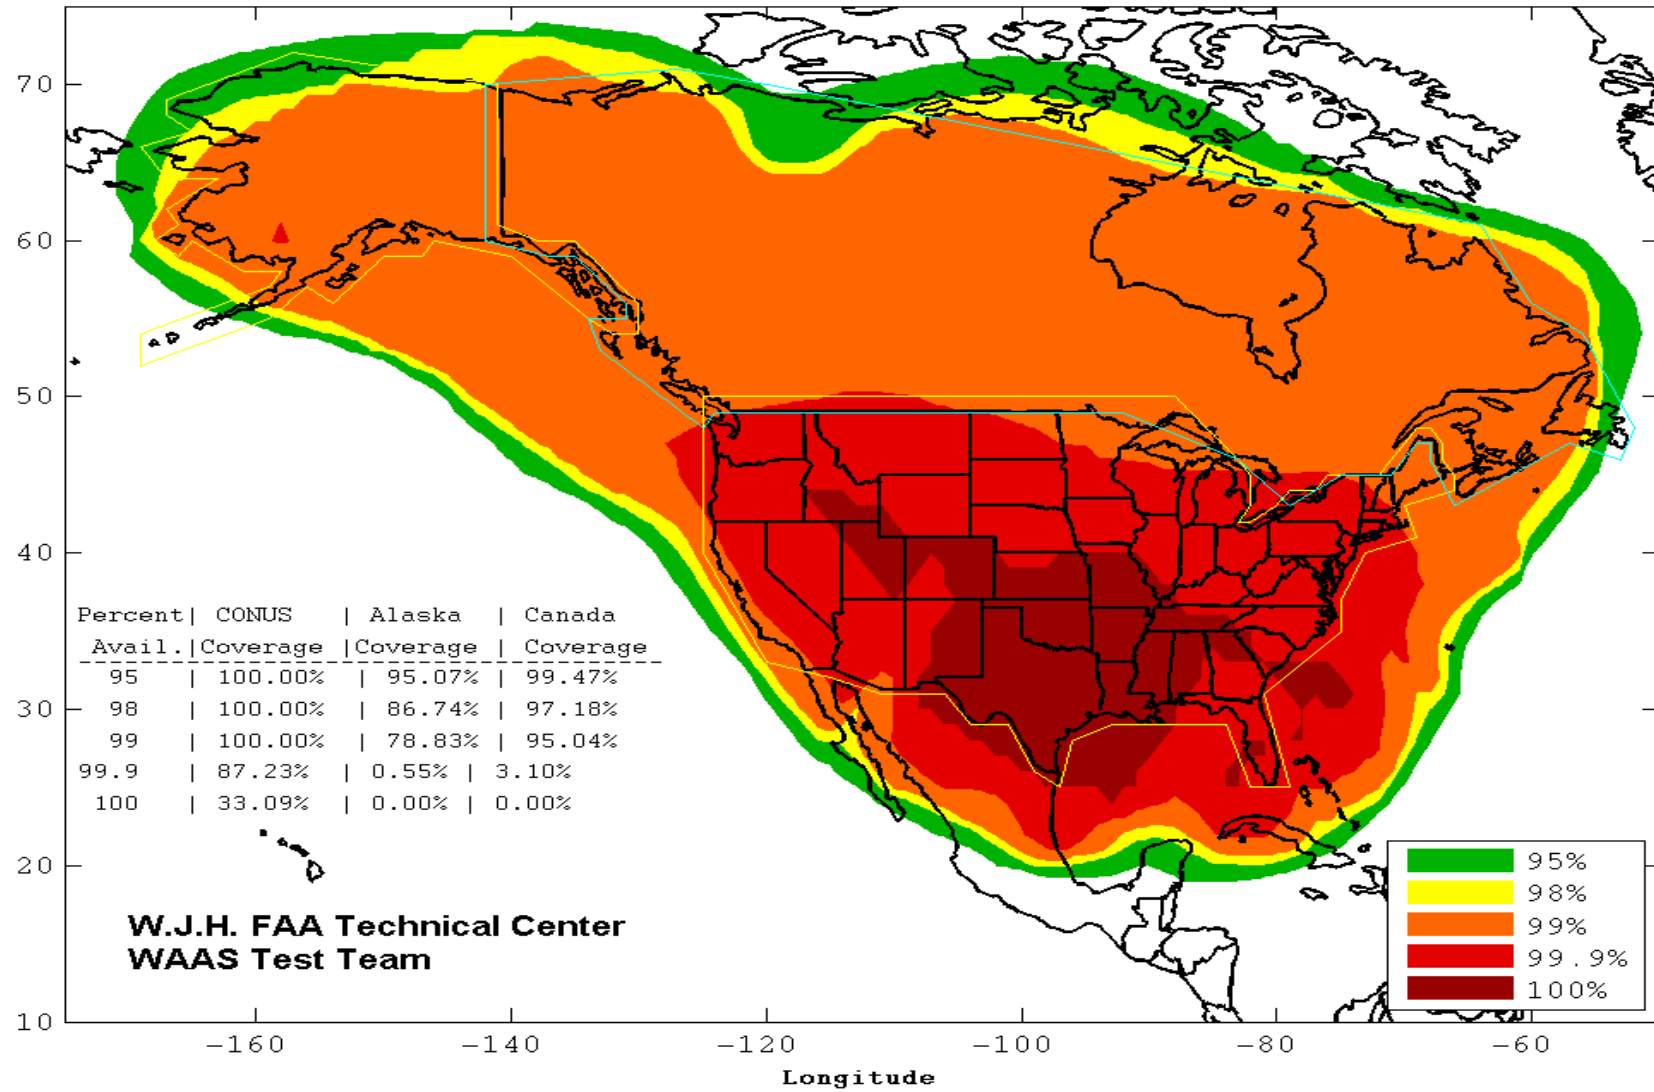 70
60
50
40
30
20
10
Percent| CONUS | Alaska | Canada
Avail.|Coverage |Coverage | Coverage
95 | 100.00% | 95.07% | 99.47%
98 | 100.00% | 86.74% | 97.18%
99 | 100.00% | 78.83% | 95.04%
99.9 | 87.23% | 0.55% | 3.10%
100 | 33.09% | 0.00% | 0.00%
W.J.H. FAA Technical Center
WAAS Test Team
95%
98%
99%
99.9%
100%
-160 -140 -120 -100 -80 -60
Longitude